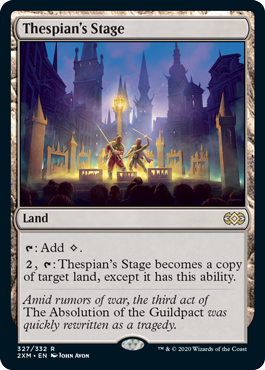 Thespian's Stage
Land
: Add .
2, : Thespian's Stage becomes a copy
of target land, except it has this ability.
Amid rumors of war, the third act of
The Absolution of the Guildpact was
quickly rewritten as a tragedy.
327/332 R
2XM • EN John Avon
™ & © 2020 Wizards of the Coast